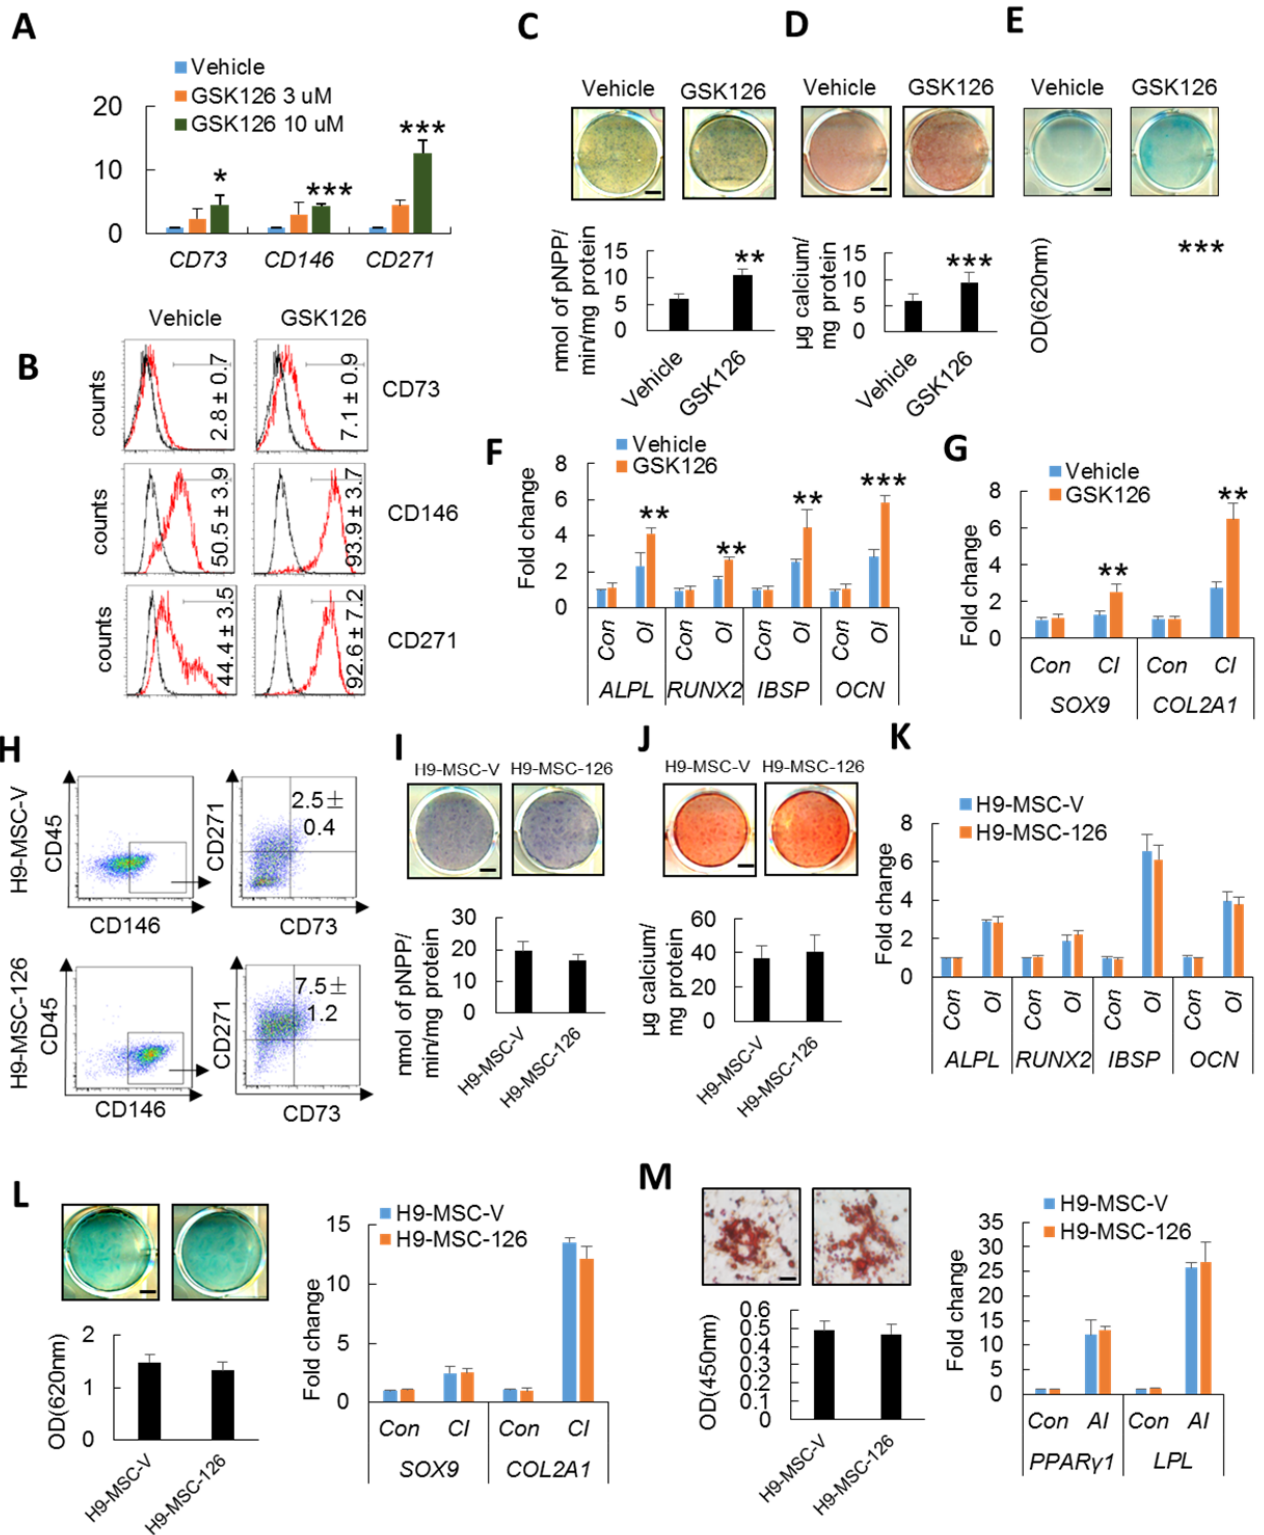 A
Vehicle
GSK126 3 uM
GSK126 10 uM
20
10
0
*
***
***
CD73
CD146
CD271
B
Vehicle
GSK126
counts
2.8 ± 0.7
7.1 ± 0.9
CD73
counts
50.5 ± 3.9
93.9 ± 3.7
CD146
counts
44.4 ± 3.5
92.6 ± 7.2
CD271
C
Vehicle
GSK126
nmol of pNPP/
min/mg protein
15
10
5
0
**
Vehicle
GSK126
D
Vehicle
GSK126
µg calcium/
mg protein
15
10
5
0
***
Vehicle
GSK126
E
Vehicle
GSK126
OD(620nm)
***
F
Vehicle
GSK126
Fold change
8
6
4
2
0
**
**
**
***
Con
OI
Con
OI
Con
OI
Con
OI
ALPL
RUNX2
IBSP
OCN
G
Vehicle
GSK126
Fold change
8
6
4
2
0
**
**
Con
CI
Con
CI
SOX9
COL2A1
H
H9-MSC-V
CD45
CD146
CD271
2.5 ±
0.4
CD73
H9-MSC-126
CD45
CD146
CD271
7.5 ±
1.2
CD73
I
H9-MSC-V
H9-MSC-126
nmol of pNPP/
min/mg protein
30
20
10
0
H9-MSC-V
H9-MSC-126
J
H9-MSC-V
H9-MSC-126
µg calcium/
mg protein
60
40
20
0
H9-MSC-V
H9-MSC-126
K
H9-MSC-V
H9-MSC-126
Fold change
8
6
4
2
0
Con
OI
Con
OI
Con
OI
Con
OI
ALPL
RUNX2
IBSP
OCN
L
OD(620nm)
2
1
0
H9-MSC-V
H9-MSC-126
H9-MSC-V
H9-MSC-126
Fold change
15
10
5
0
Con
CI
Con
CI
SOX9
COL2A1
M
OD(450nm)
0.6
0.5
0.4
0.3
0.2
0.1
0
H9-MSC-V
H9-MSC-126
H9-MSC-V
H9-MSC-126
Fold change
35
30
25
20
15
10
5
0
Con
AI
Con
AI
PPARγ1
LPL